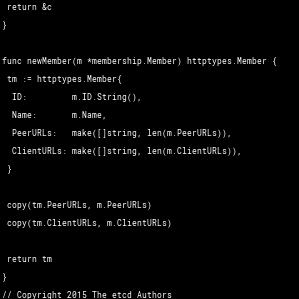 return &c
}
func newMember(m *membership.Member) httptypes.Member {
tm := httptypes.Member{
ID:         m.ID.String(),
Name:       m.Name,
PeerURLs:   make([]string, len(m.PeerURLs)),
ClientURLs: make([]string, len(m.ClientURLs)),
}
copy(tm.PeerURLs, m.PeerURLs)
copy(tm.ClientURLs, m.ClientURLs)
return tm
}
// Copyright 2015 The etcd Authors